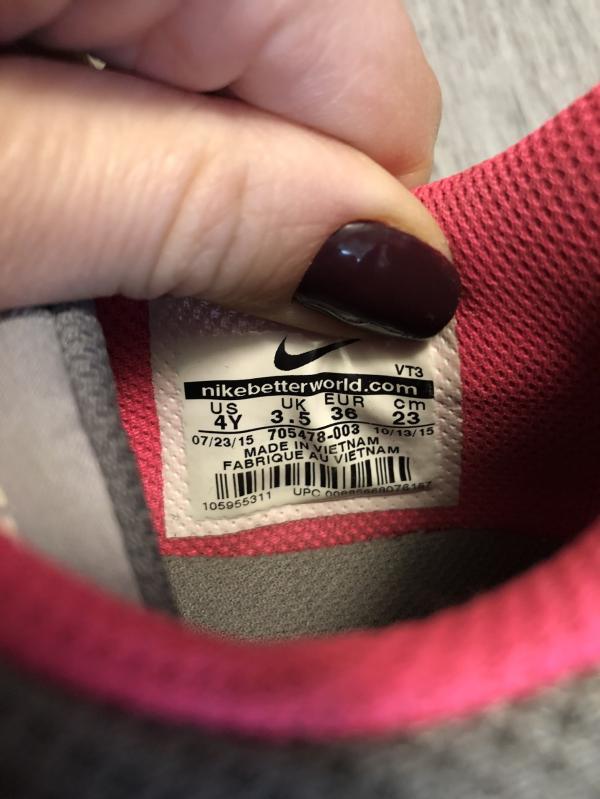 VT3
nikebetterworld.com
US UK EUR cm
4Y 3.5 36 23
07/23/15 705478-003 10/13/15
MADE IN VIETNAM
FABRIQUE AU VIETNAM
105955311 UPC